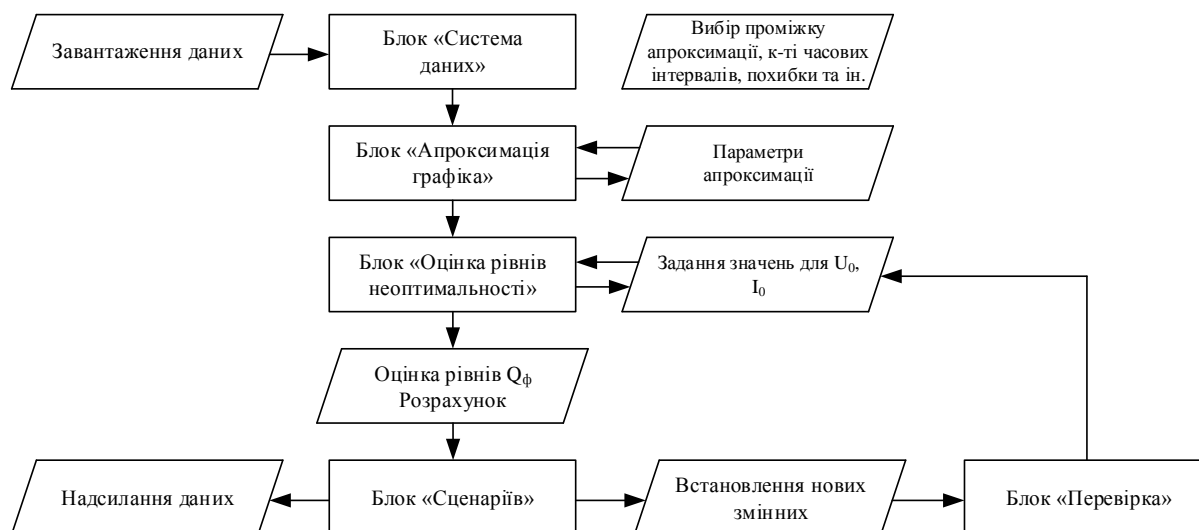 Завантаження даних
Блок «Система
даних»
Вибір проміжку
апроксимації, к-ті часових
інтервалів, похибки та ін.
Блок «Апроксимація
графіка»
Параметри
апроксимації
Блок «Оцінка рівнів
неоптимальності»
Задання значень для U₀,
I₀
Оцінка рівнів Qф
Розрахунок
Надсилання даних
Блок «Сценаріїв»
Встановлення нових
змінних
Блок «Перевірка»